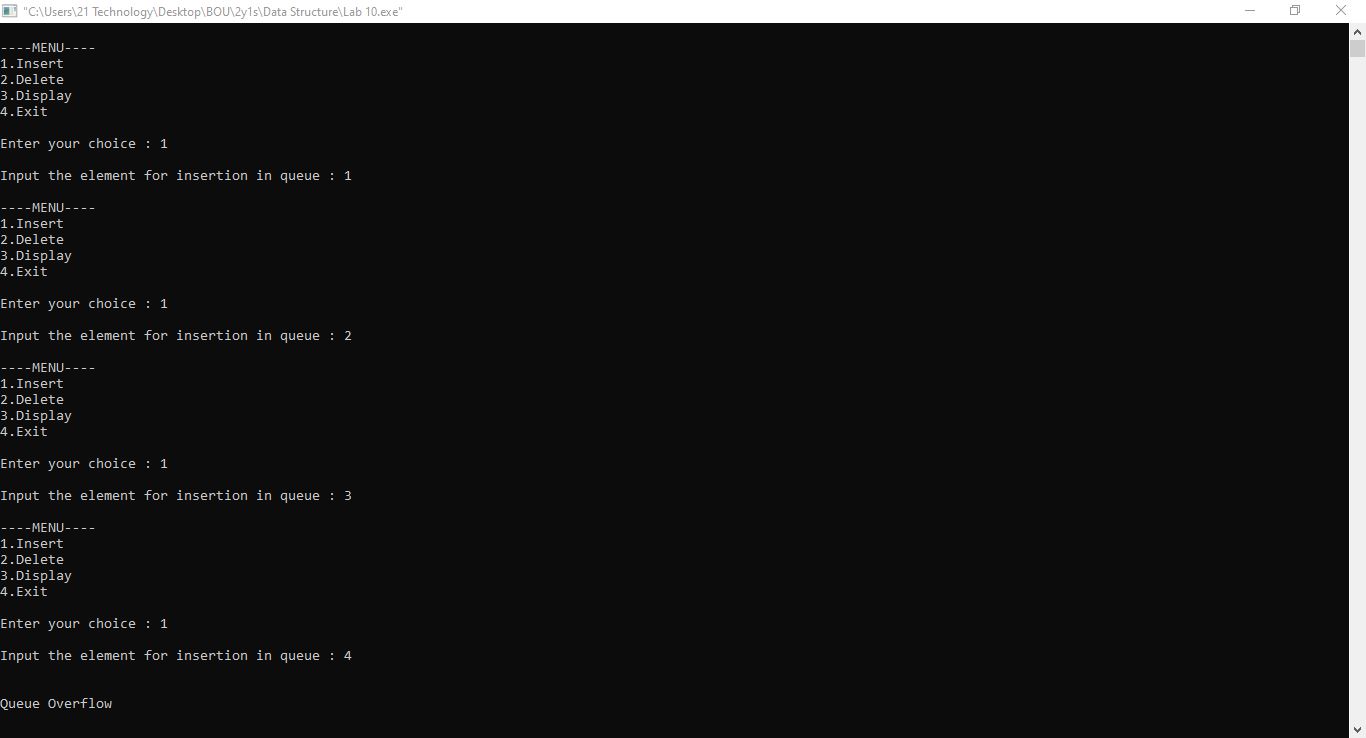 "C:\Users\21 Technology\Desktop\BOU\2y1s\Data Structure\Lab 10.exe"
----MENU----
1.Insert
2.Delete
3.Display
4.Exit
Enter your choice : 1
Input the element for insertion in queue : 1
----MENU----
1.Insert
2.Delete
3.Display
4.Exit
Enter your choice : 1
Input the element for insertion in queue : 2
----MENU----
1.Insert
2.Delete
3.Display
4.Exit
Enter your choice : 1
Input the element for insertion in queue : 3
----MENU----
1.Insert
2.Delete
3.Display
4.Exit
Enter your choice : 1
Input the element for insertion in queue : 4
Queue Overflow